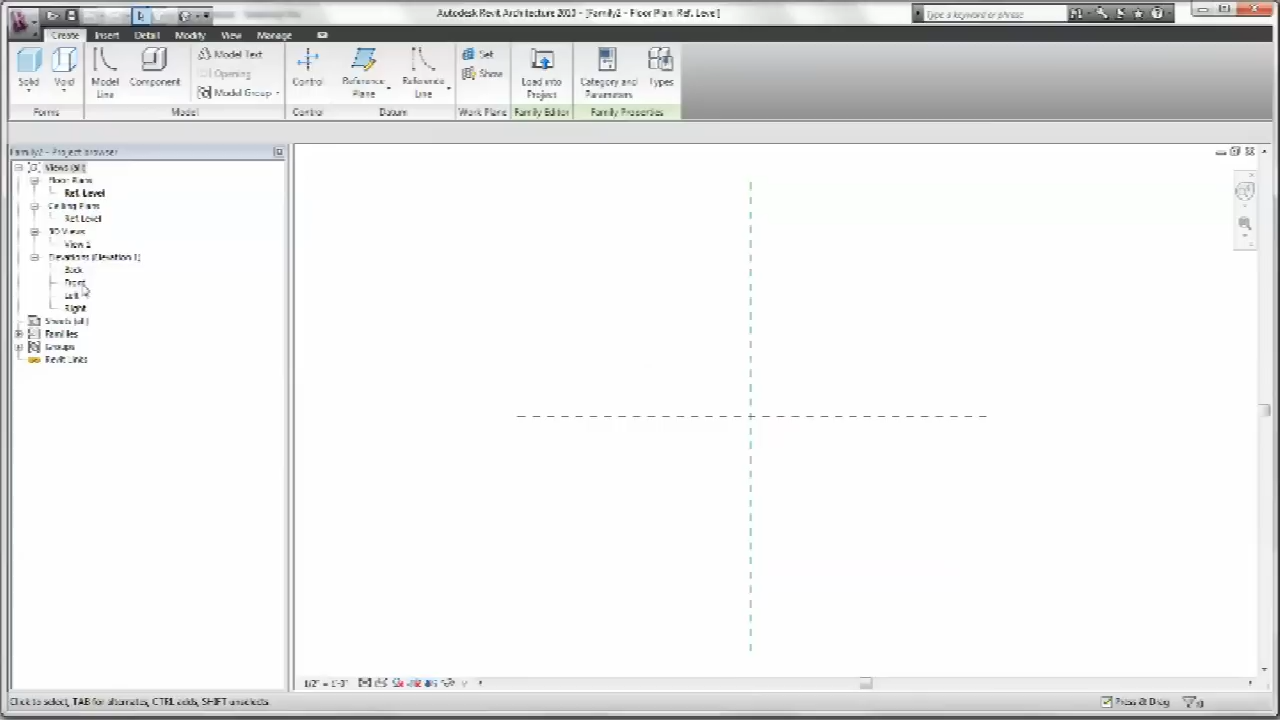 Autodesk Revit Architecture 2010 - [Family2 - Floor Plan: Ref. Level]
Type a keyword or phrase
Create Insert Detail Modify View Manage
Solid Void Model Line Component Model Text Opening Model Group Control Reference Plane Reference Line Set Show Load into Project Category and Parameters Types
Forms Model Control Datum Work Plane Family Editor Family Properties
Family2 - Project browser
Views (all)
Floor Plans
Ref. Level
Ceiling Plans
Ref. Level
3D Views
View 1
Elevations (Elevation 1)
Back
Front
Left
Right
Sheets (all)
Families
Groups
Revit Links
1/2" = 1'-0"
Click to select, TAB for alternates, CTRL adds, SHIFT unselects.
Press & Drag